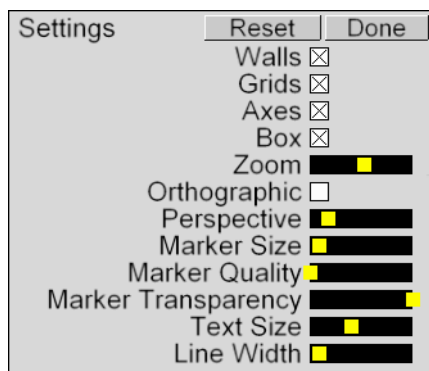 Settings Reset Done
Walls
Grids
Axes
Box
Zoom
Orthographic
Perspective
Marker Size
Marker Quality
Marker Transparency
Text Size
Line Width